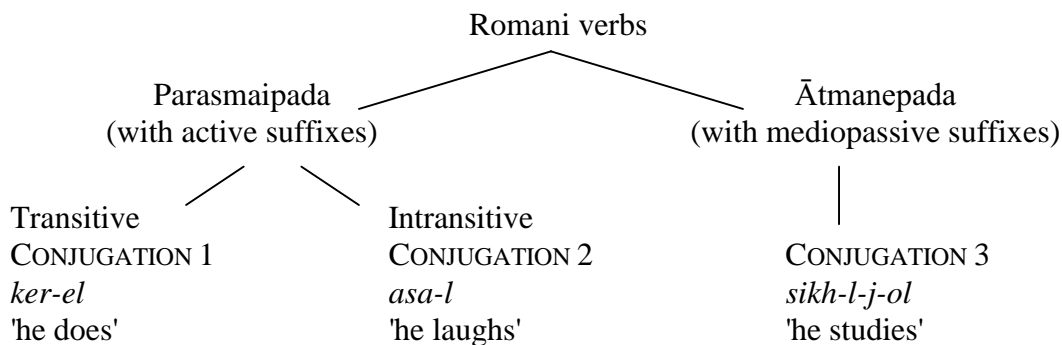 Romani verbs
Parasmaipada
(with active suffixes)
Ātmanepada
(with mediopassive suffixes)
Transitive
CONJUGATION 1
ker-el
'he does'
Intransitive
CONJUGATION 2
asa-l
'he laughs'
CONJUGATION 3
sikh-l-j-ol
'he studies'